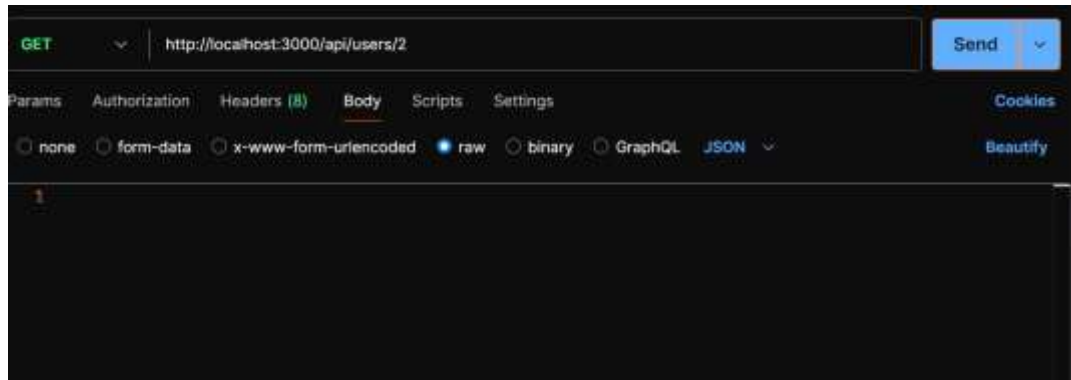 GET http://localhost:3000/api/users/2 Send
Params Authorization Headers (8) Body Scripts Settings Cookies
none form-data x-www-form-urlencoded raw binary GraphQL JSON Beautify
1